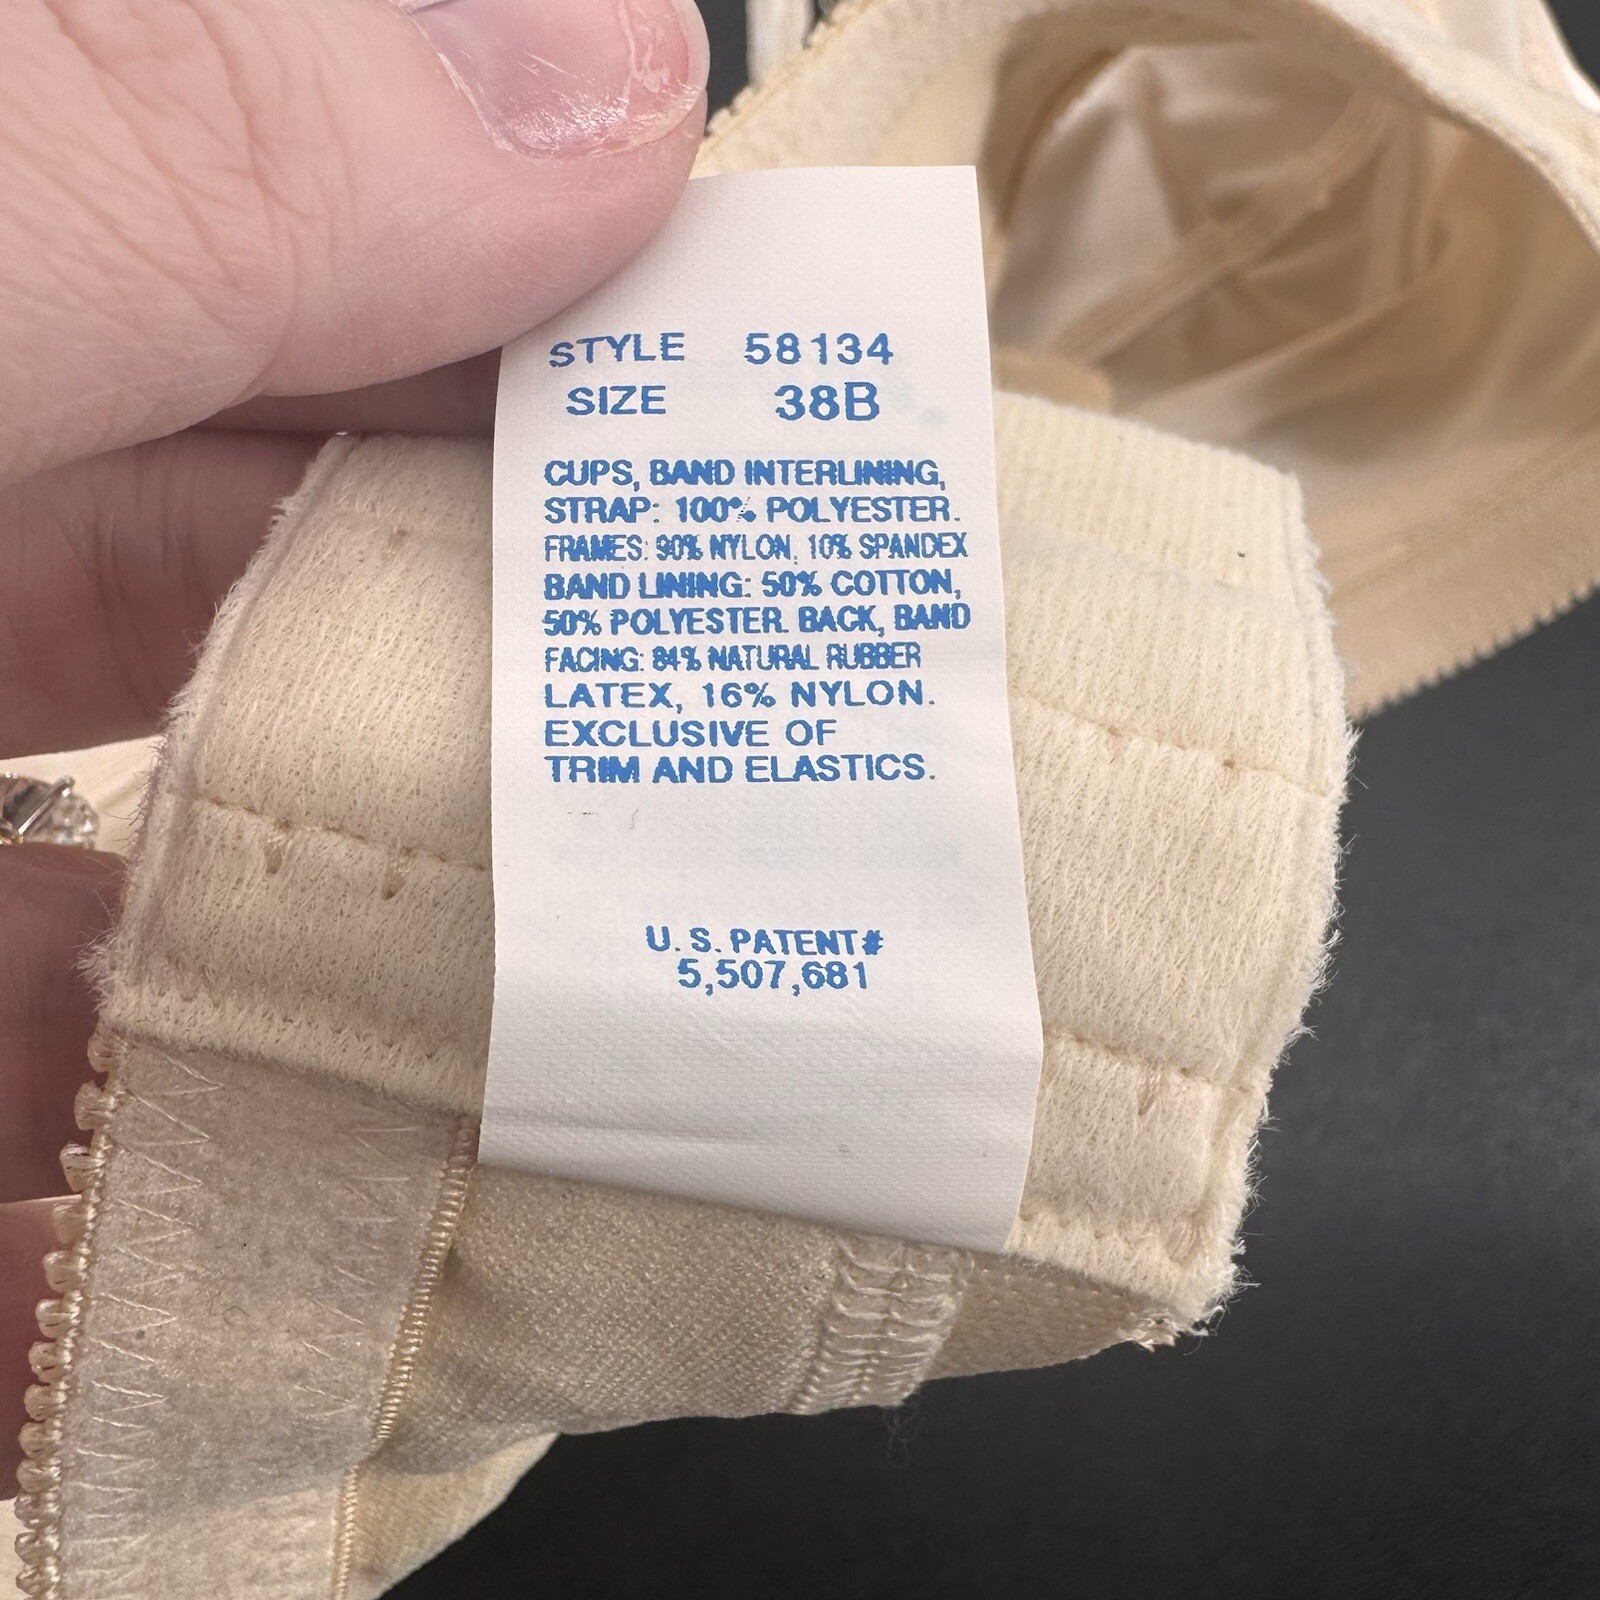 STYLE 58134
SIZE 38B
CUPS, BAND INTERLINING,
STRAP: 100% POLYESTER.
FRAMES: 90% NYLON, 10% SPANDEX
BAND LINING: 50% COTTON,
50% POLYESTER. BACK, BAND
FACING: 84% NATURAL RUBBER
LATEX, 16% NYLON.
EXCLUSIVE OF
TRIM AND ELASTICS.
U.S. PATENT#
5,507,681